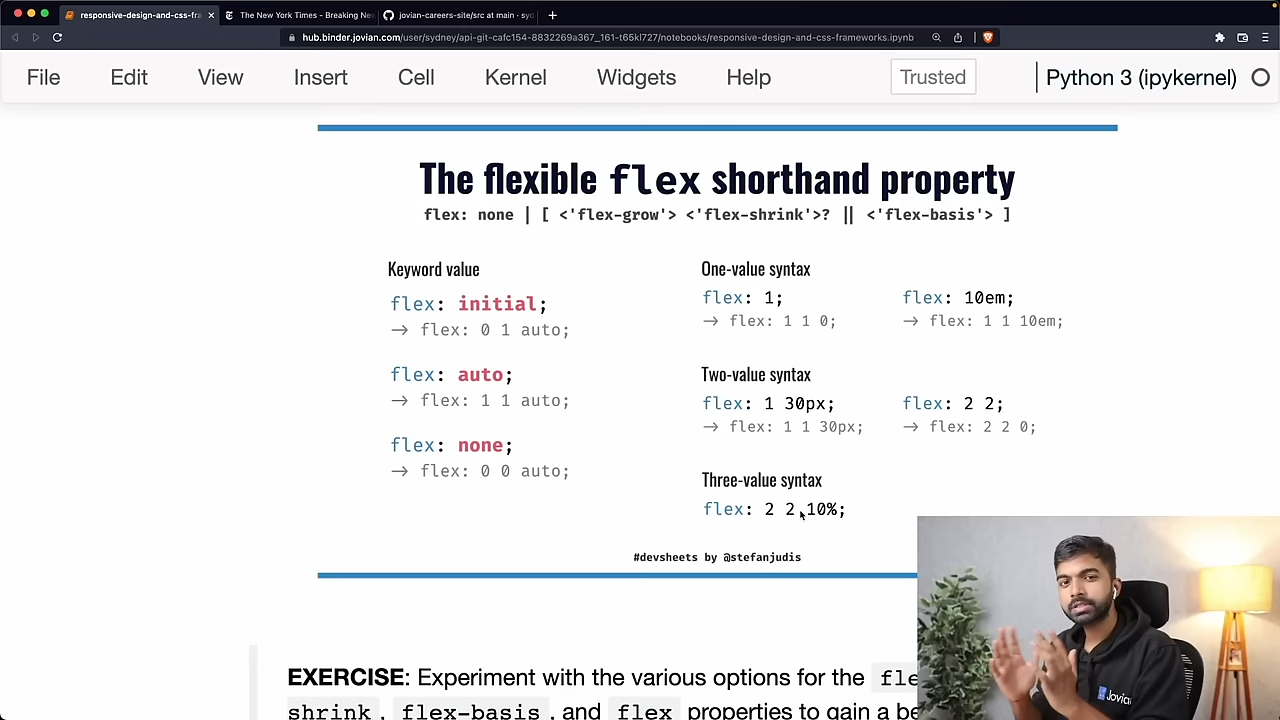 responsive-design-and-css-fra
The New York Times - Breaking New
jovian-careers-site/src at main · syd
hub.binder.jovian.com/user/sydney/api-git-cafc154-8832269a367_161-t65kl727/notebooks/responsive-design-and-css-frameworks.ipynb
File Edit View Insert Cell Kernel Widgets Help Trusted Python 3 (ipykernel)
The flexible flex shorthand property
flex: none | [ <'flex-grow'> <'flex-shrink'>? || <'flex-basis'> ]
Keyword value
flex: initial;
→ flex: 0 1 auto;
flex: auto;
→ flex: 1 1 auto;
flex: none;
→ flex: 0 0 auto;
One-value syntax
flex: 1; flex: 10em;
→ flex: 1 1 0; → flex: 1 1 10em;
Two-value syntax
flex: 1 30px; flex: 2 2;
→ flex: 1 1 30px; → flex: 2 2 0;
Three-value syntax
flex: 2 2 10%;
#devsheets by @stefanjudis
EXERCISE: Experiment with the various options for the fle
shrink, flex-basis, and flex properties to gain a be
Jovian